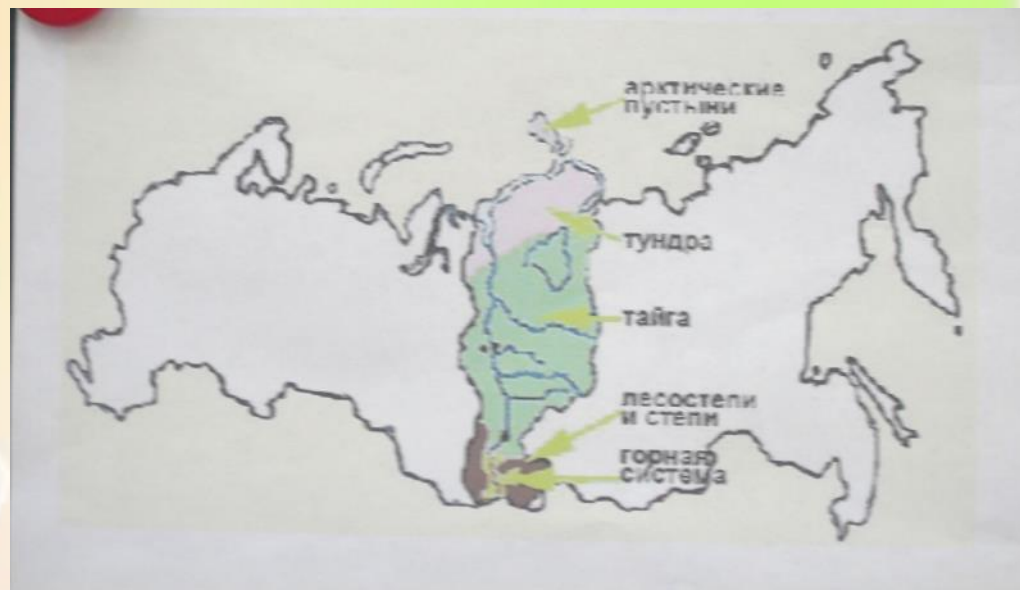 арктические
пустыни
тундра
тайга
лесостепи
и степи
горная
система